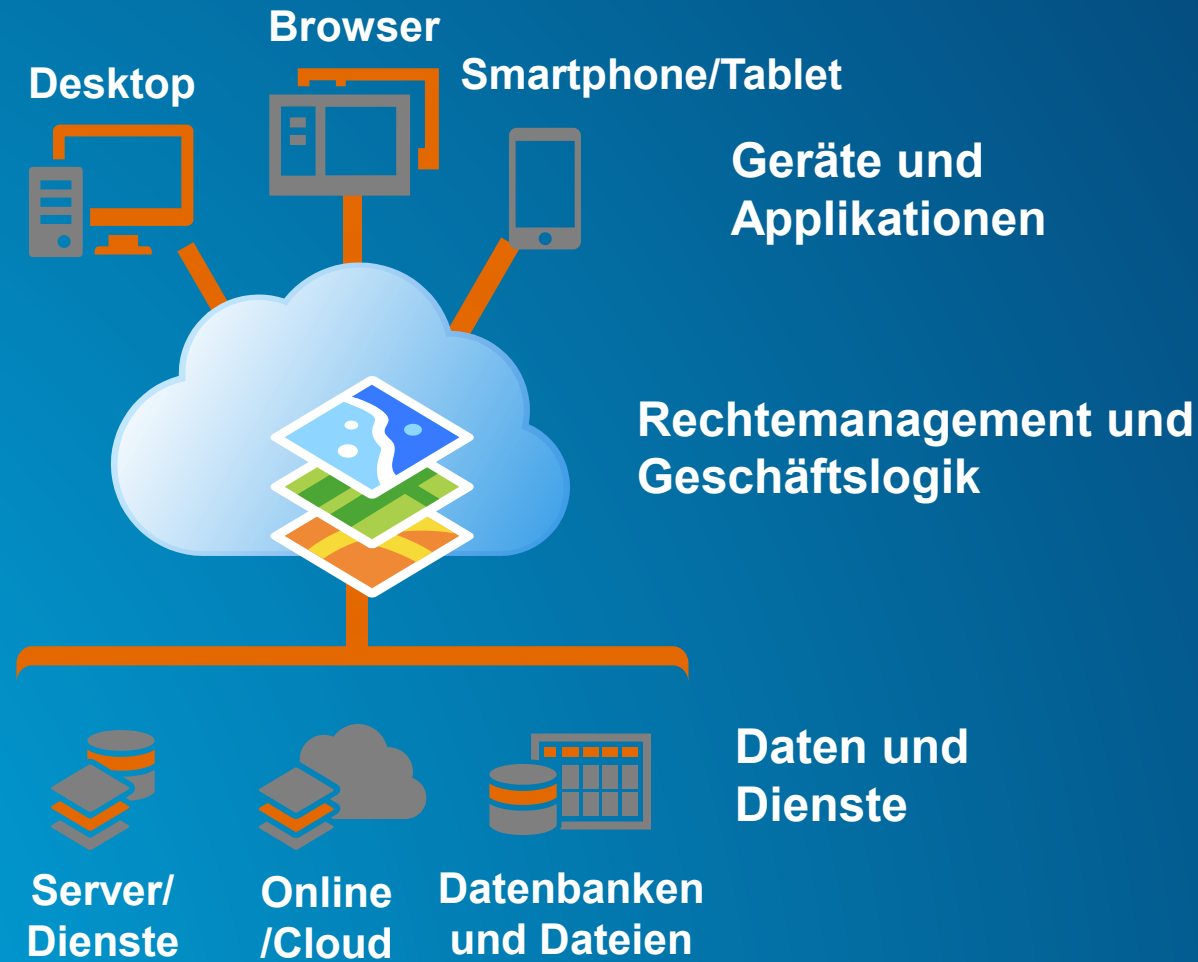 Browser
Desktop
Smartphone/Tablet
Geräte und
Applikationen
Rechtemanagement und
Geschäftslogik
Daten und
Dienste
Server/
Dienste
Online
/Cloud
Datenbanken
und Dateien